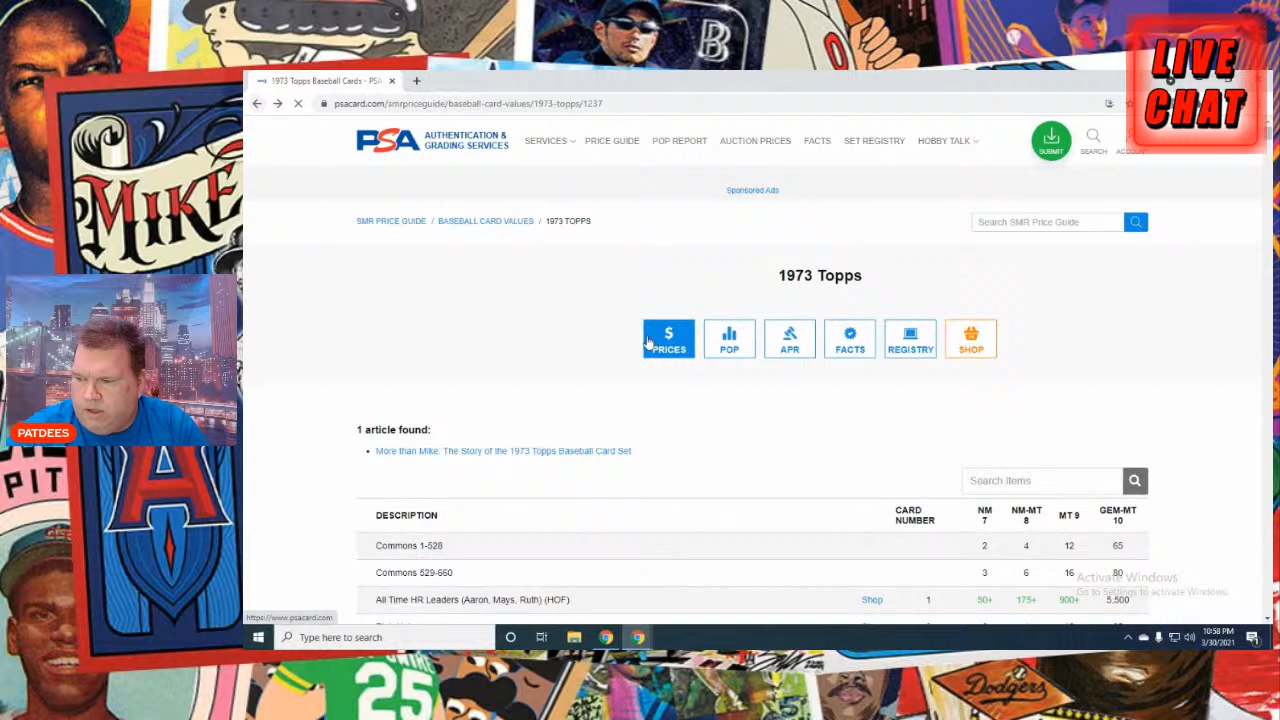 LIVE
CHAT
1973 Topps Baseball Cards - PSA
psacard.com/smrpriceguide/baseball-card-values/1973-topps/1237
PSA AUTHENTICATION &
GRADING SERVICES
SERVICES PRICE GUIDE POP REPORT AUCTION PRICES FACTS SET REGISTRY HOBBY TALK
SUBMIT SEARCH ACCOUNT
Sponsored Ads
SMR PRICE GUIDE / BASEBALL CARD VALUES / 1973 TOPPS
Search SMR Price Guide
1973 Topps
$
PRICES POP APR FACTS REGISTRY SHOP
1 article found:
• More than Mike: The Story of the 1973 Topps Baseball Card Set
Search Items
DESCRIPTION CARD NUMBER NM 7 NM-MT 8 MT 9 GEM-MT 10
Commons 1-528 2 4 12 65
Commons 529-660 3 6 16 80
All Time HR Leaders (Aaron, Mays, Ruth) (HOF) Shop 1 50+ 175+ 900+ 5,500
Activate Windows
Go to Settings to activate Windows.
https://www.psacard.com
Type here to search
10:58 PM
3/30/2021
MIKE
PATDEES
PIT
A
B
25
Dodgers